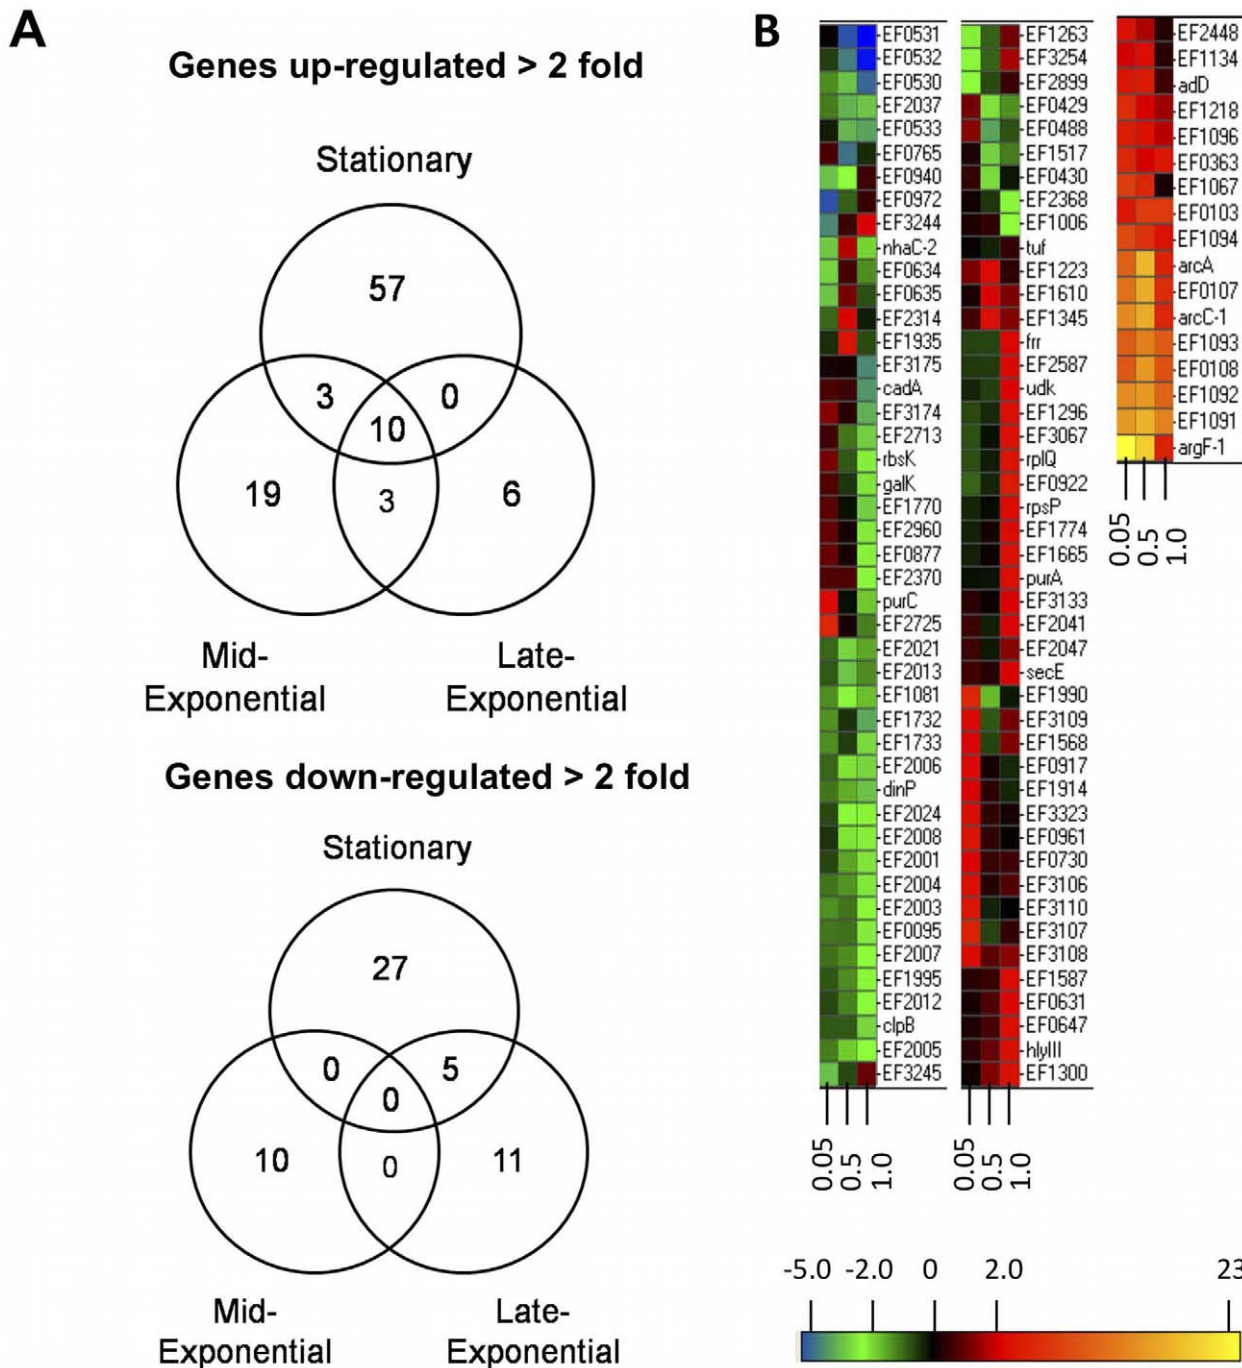 A
Genes up-regulated > 2 fold
Stationary
57
3
10
0
19
3
6
Mid-
Exponential
Late-
Exponential
Genes down-regulated > 2 fold
Stationary
27
0
5
0
10
0
11
Mid-
Exponential
Late-
Exponential
B
EF0531
EF0532
EF0530
EF2037
EF0533
EF0765
EF0940
EF0972
EF3244
nhaC-2
EF0634
EF0635
EF2314
EF1935
EF3175
cadA
EF3174
EF2713
rbsK
galK
EF1770
EF2960
EF0877
EF2370
purC
EF2725
EF2021
EF2013
EF1081
EF1732
EF1733
EF2006
dinP
EF2024
EF2008
EF2001
EF2004
EF2003
EF0095
EF2007
EF1995
EF2012
clpB
EF2005
EF3245
0.05
0.5
1.0
EF1263
EF3254
EF2899
EF0429
EF0488
EF1517
EF0430
EF2368
EF1006
tuf
EF1223
EF1610
EF1345
frr
EF2587
udk
EF1296
EF3067
rplQ
EF0922
rpsP
EF1774
EF1665
purA
EF3133
EF2041
EF2047
secE
EF1990
EF3109
EF1568
EF0917
EF1914
EF3323
EF0961
EF0730
EF3106
EF3110
EF3107
EF3108
EF1587
EF0631
EF0647
hlyIII
EF1300
0.05
0.5
1.0
EF2448
EF1134
adD
EF1218
EF1096
EF0363
EF1067
EF0103
EF1094
arcA
EF0107
arcC-1
EF1093
EF0108
EF1092
EF1091
argF-1
0.05
0.5
1.0
-5.0 -2.0 0 2.0 23